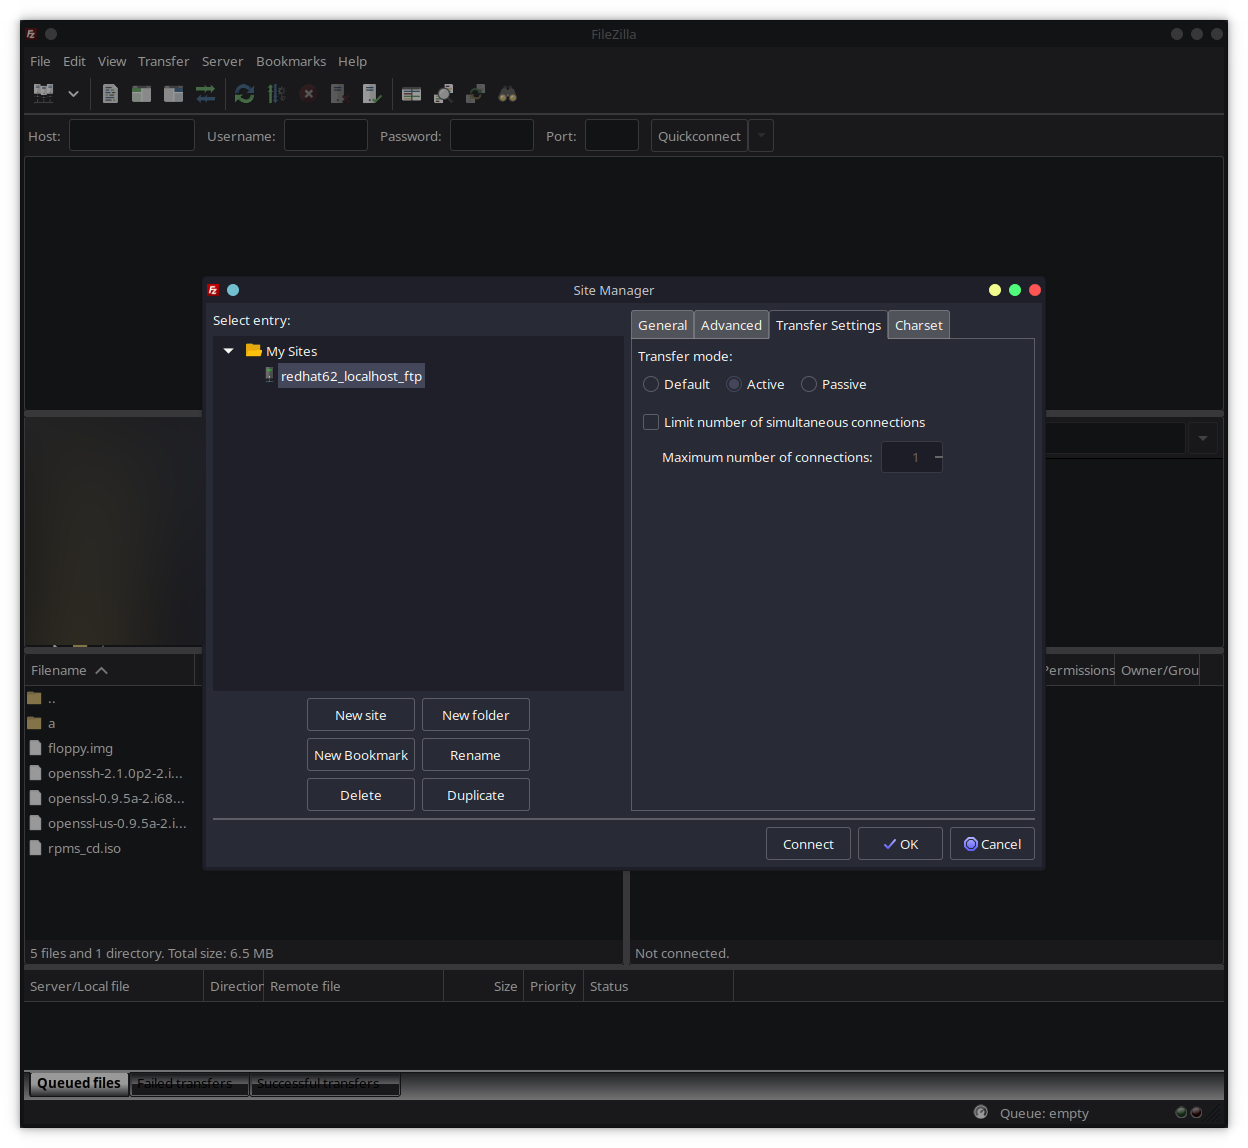 FileZilla
File Edit View Transfer Server Bookmarks Help
Host: Username: Password: Port: Quickconnect
Site Manager
Select entry:
My Sites
redhat62_localhost_ftp
General Advanced Transfer Settings Charset
Transfer mode:
Default Active Passive
Limit number of simultaneous connections
Maximum number of connections: 1
New site New folder
New Bookmark Rename
Delete Duplicate
Connect OK Cancel
Filename
Permissions Owner/Grou
..
a
floppy.img
openssh-2.1.0p2-2.i...
openssl-0.9.5a-2.i68...
openssl-us-0.9.5a-2.i...
rpms_cd.iso
5 files and 1 directory. Total size: 6.5 MB
Not connected.
Server/Local file Direction Remote file Size Priority Status
Queued files Failed transfers Successful transfers
Queue: empty